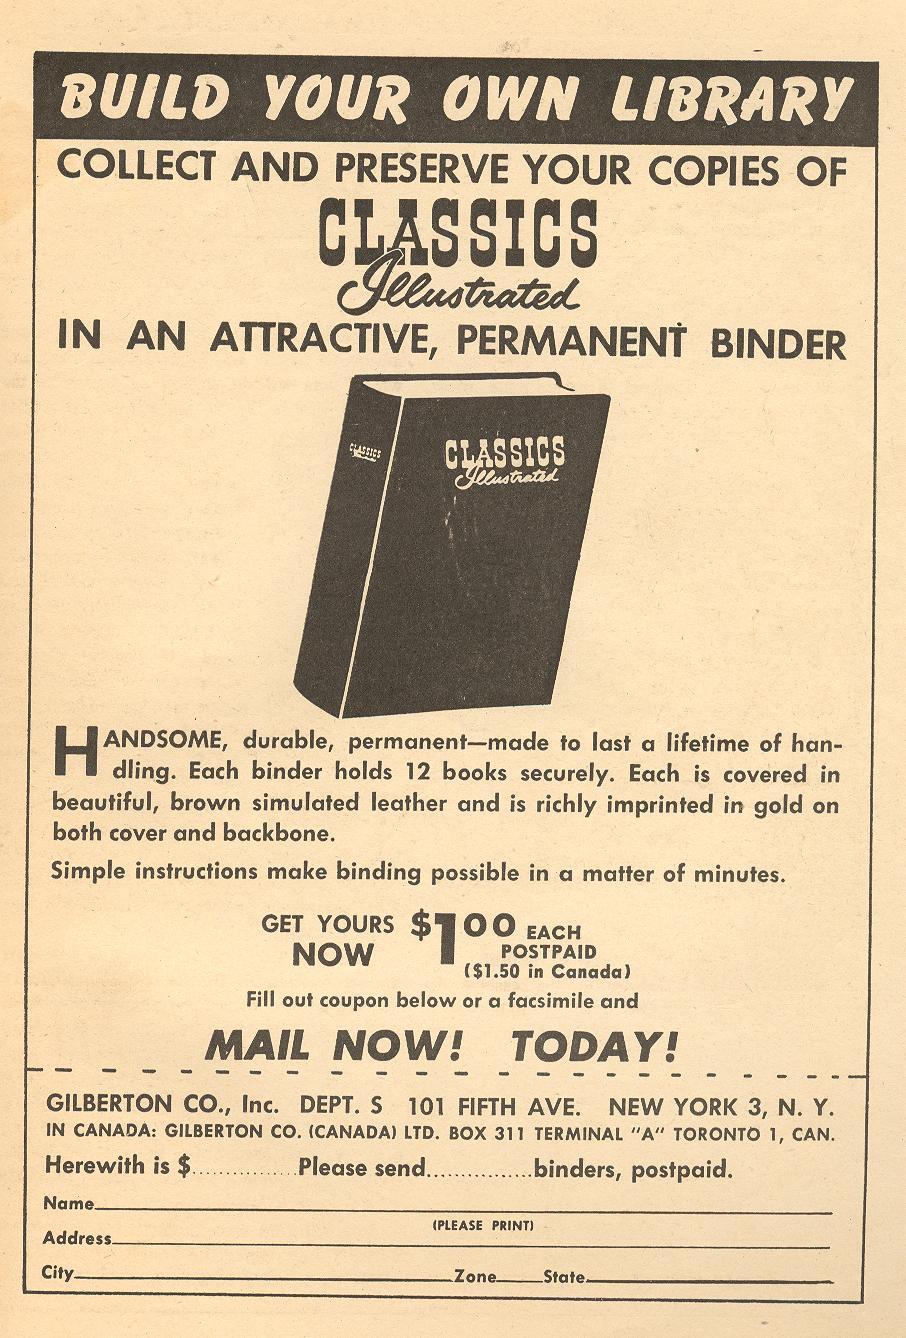 BUILD YOUR OWN LIBRARY
COLLECT AND PRESERVE YOUR COPIES OF
CLASSICS
Illustrated
IN AN ATTRACTIVE, PERMANENT BINDER
CLASSICS
Illustrated
CLASSICS
Illustrated
HANDSOME, durable, permanent—made to last a lifetime of han-
dling. Each binder holds 12 books securely. Each is covered in
beautiful, brown simulated leather and is richly imprinted in gold on
both cover and backbone.
Simple instructions make binding possible in a matter of minutes.
GET YOURS NOW
$1.00 EACH
POSTPAID
($1.50 in Canada)
Fill out coupon below or a facsimile and
MAIL NOW! TODAY!
GILBERTON CO., Inc. DEPT. S 101 FIFTH AVE. NEW YORK 3, N. Y.
IN CANADA: GILBERTON CO. (CANADA) LTD. BOX 311 TERMINAL "A" TORONTO 1, CAN.
Herewith is $...............Please send...............binders, postpaid.
Name
(PLEASE PRINT)
Address
City Zone State